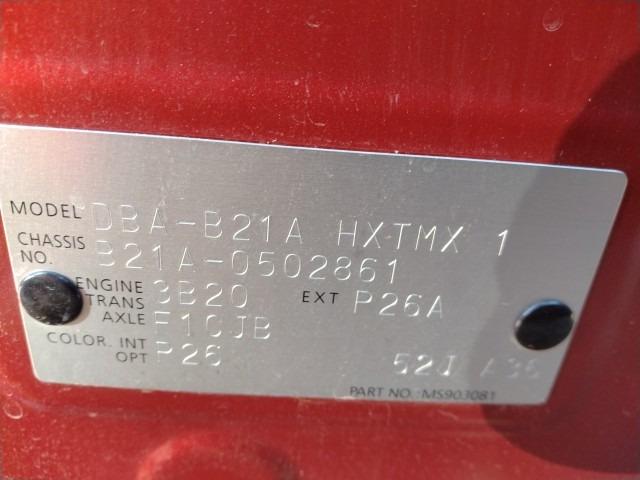 MODEL DBA-B21A HXTMX 1
CHASSIS NO. B21A-0502861
ENGINE 3B20 EXT P26A
TRANS AXLE F1CJB
COLOR. INT OPT P26 52J A36
PART NO.:MS903081